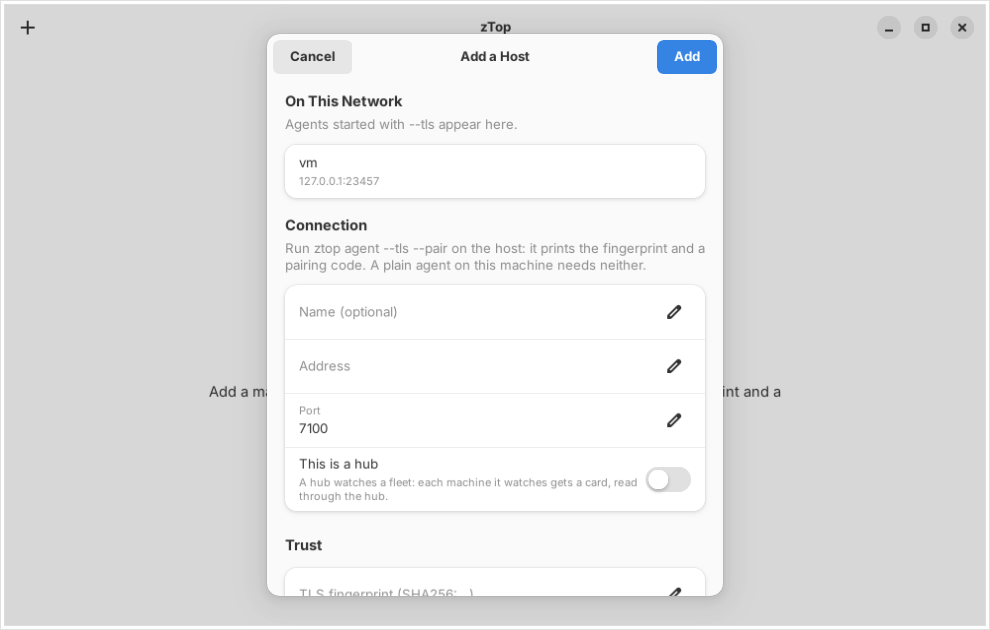 zTop
Cancel
Add a Host
Add
On This Network
Agents started with --tls appear here.
vm
127.0.0.1:23457
Connection
Run ztop agent --tls --pair on the host: it prints the fingerprint and a
pairing code. A plain agent on this machine needs neither.
Name (optional)
Address
Add a
int and a
Port
7100
This is a hub
A hub watches a fleet: each machine it watches gets a card, read
through the hub.
Trust
TLS fingerprint (SHA256:...)